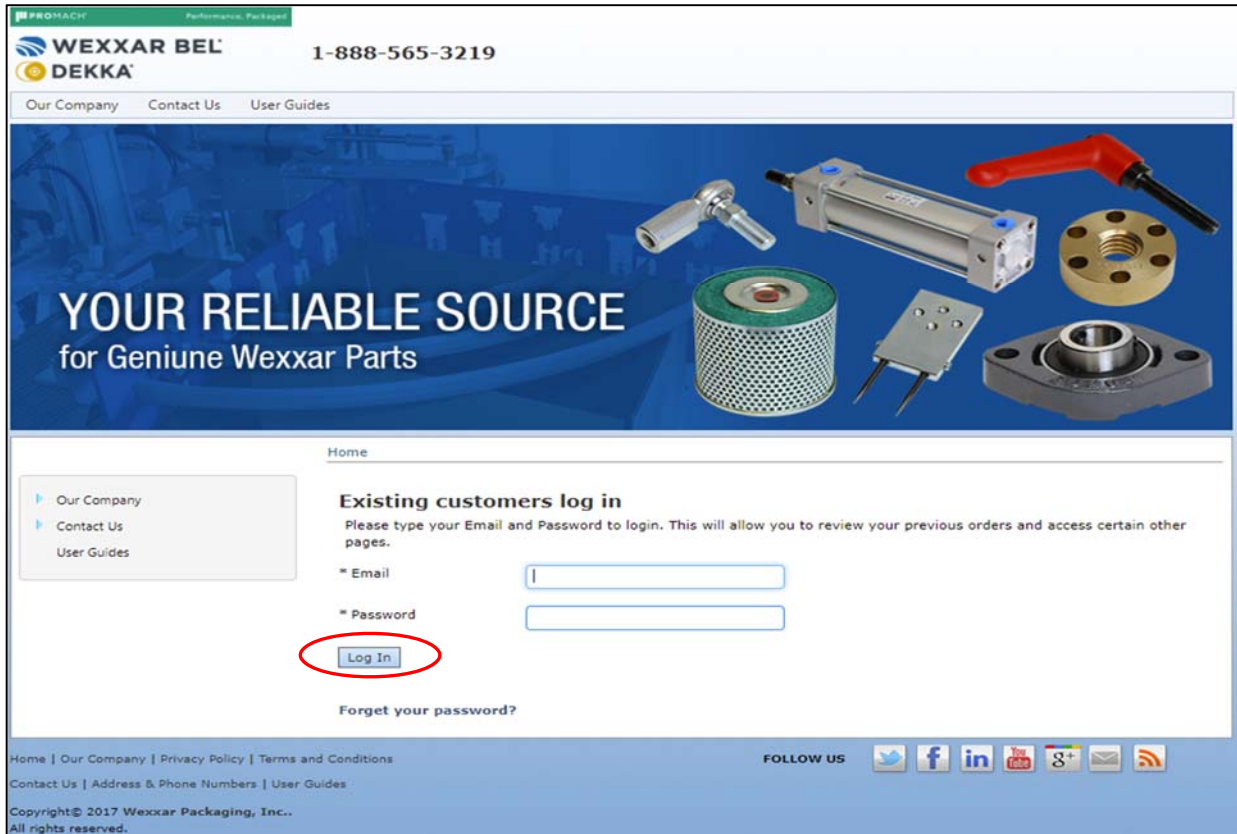 PROMACH Performance, Packaged
WEXXAR BEL
DEKKA
1-888-565-3219
Our Company Contact Us User Guides
YOUR RELIABLE SOURCE
for Geniune Wexxar Parts
Home
Our Company
Contact Us
User Guides
Existing customers log in
Please type your Email and Password to login. This will allow you to review your previous orders and access certain other
pages.
* Email
* Password
Log In
Forget your password?
Home | Our Company | Privacy Policy | Terms and Conditions
FOLLOW US
f in You Tube g+
Contact Us | Address & Phone Numbers | User Guides
Copyright© 2017 Wexxar Packaging, Inc..
All rights reserved.